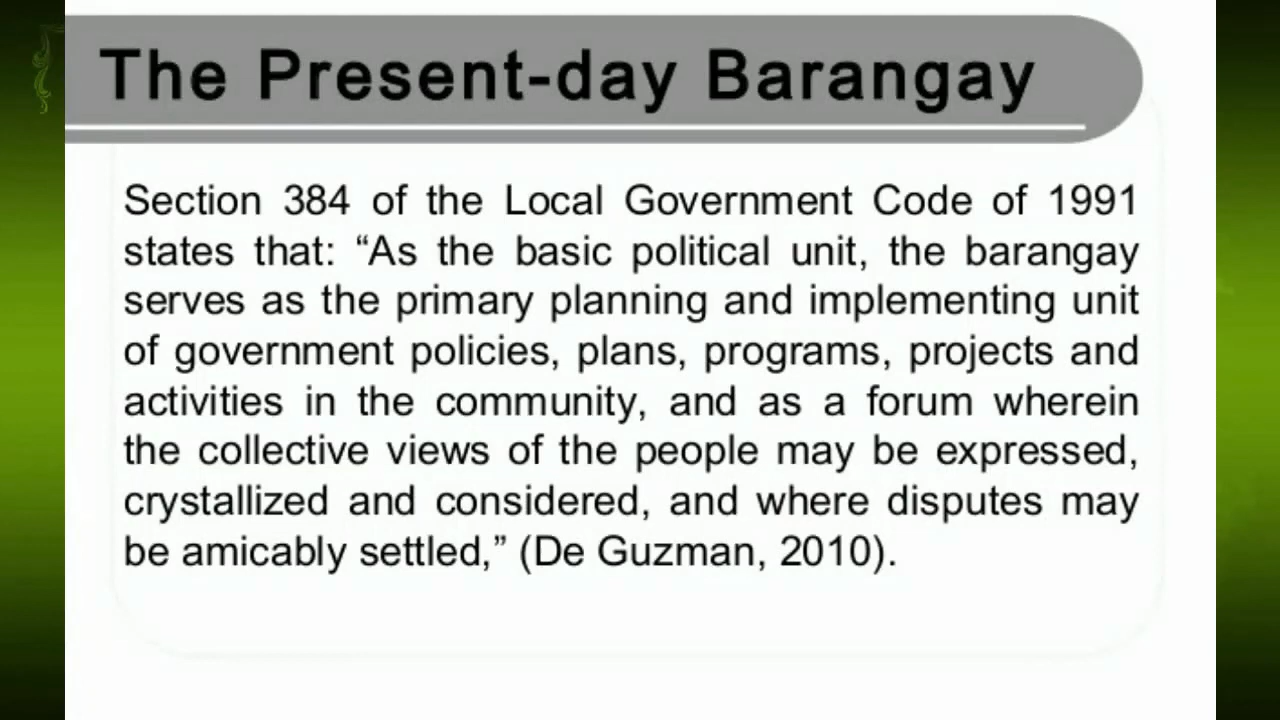 The Present-day Barangay
Section 384 of the Local Government Code of 1991
states that: “As the basic political unit, the barangay
serves as the primary planning and implementing unit
of government policies, plans, programs, projects and
activities in the community, and as a forum wherein
the collective views of the people may be expressed,
crystallized and considered, and where disputes may
be amicably settled,” (De Guzman, 2010).